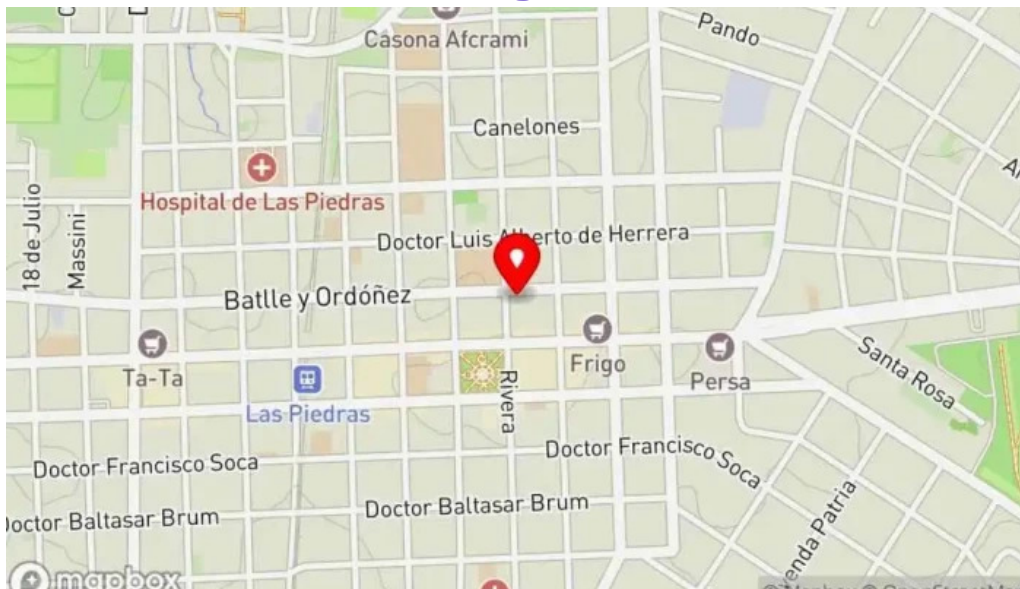 Casona Afcrami
Pando
Canelones
Hospital de Las Piedras
18 de Julio
Massini
Doctor Luis Alberto de Herrera
Batlle y Ordóñez
Ta-Ta
Frigo
Persa
Santa Rosa
Las Piedras
Rivera
Doctor Francisco Soca
Doctor Francisco Soca
Doctor Baltasar Brum
Doctor Baltasar Brum
Patria
mapbox